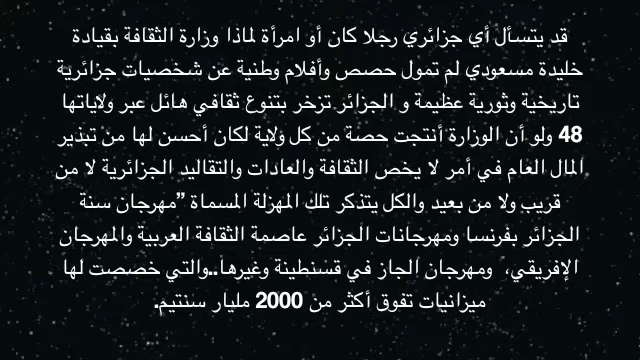 قد يتسأل أي جزائري رجلا كان أو امرأة لماذا وزارة الثقافة بقيادة
خليدة مسعودي لم تمول حصص وأفلام وطنية عن شخصيات جزائرية
تاريخية وثورية عظيمة و الجزائر تزخر بتنوع ثقافي هائل عبر ولاياتها
48 ولو أن الوزارة أنتجت حصة من كل ولاية لكان أحسن لها من تبذير
المال العام في أمر لا يخص الثقافة والعادات والتقاليد الجزائرية لا من
قريب ولا من بعيد والكل يتذكر تلك المهزلة المسماة ”مهرجان سنة
الجزائر بفرنسا ومهرجانات الجزائر عاصمة الثقافة العربية والمهرجان
الإفريقي، ومهرجان الجاز في قسنطينة وغيرها..والتي خصصت لها
ميزانيات تفوق أكثر من 2000 مليار سنتيم.